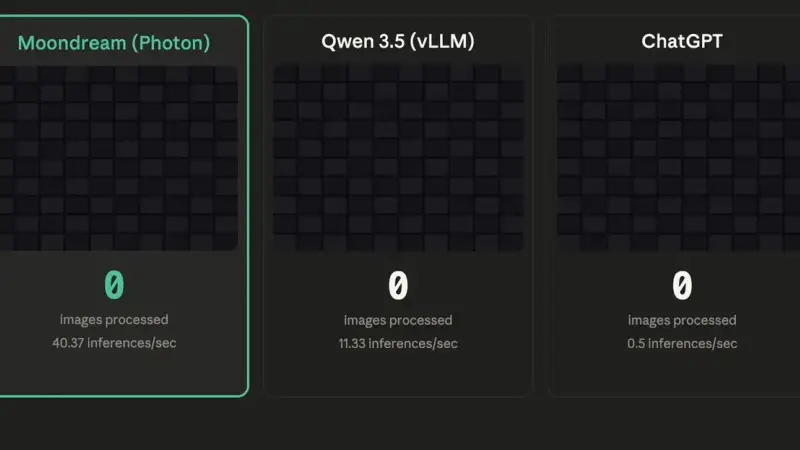 Moondream (Photon)
0
images processed
40.37 inferences/sec
Qwen 3.5 (vLLM)
0
images processed
11.33 inferences/sec
ChatGPT
0
images processed
0.5 inferences/sec